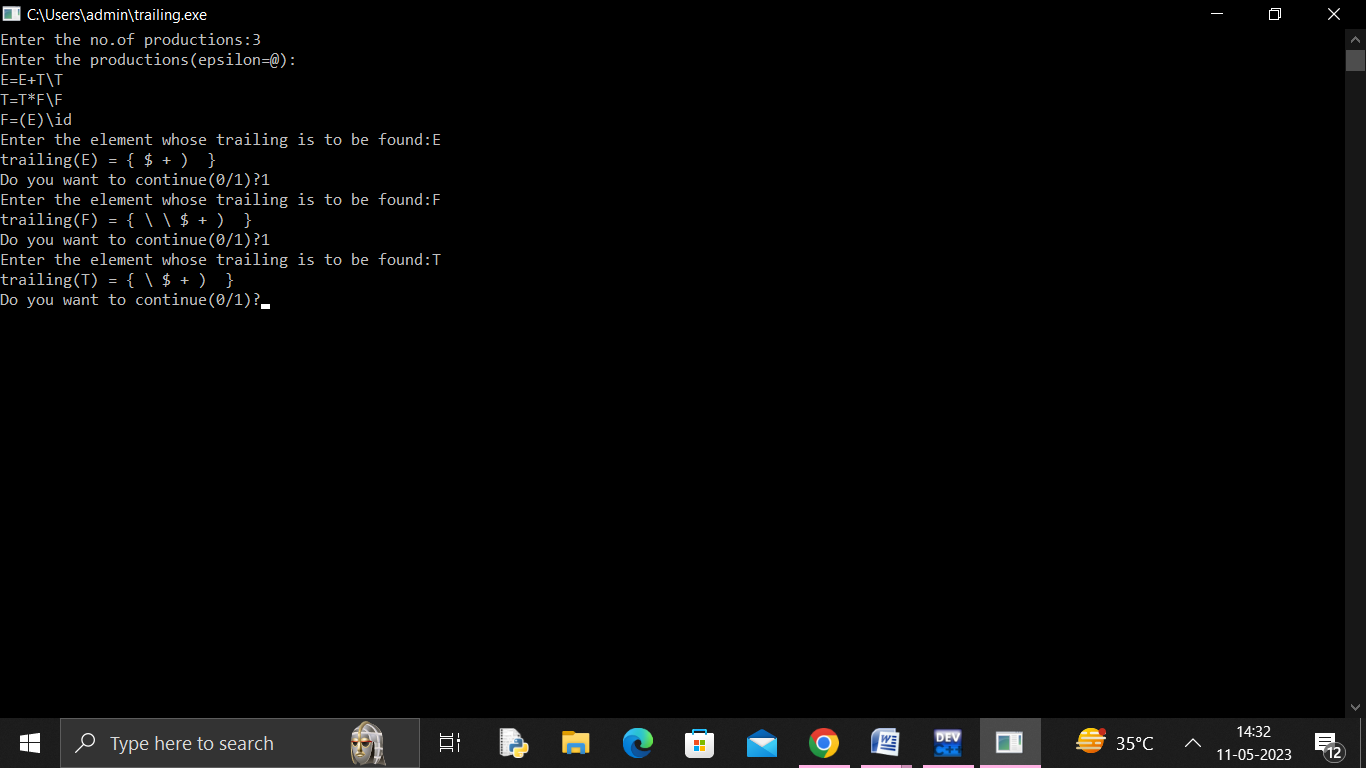 C:\Users\admin\trailing.exe
Enter the no.of productions:3
Enter the productions(epsilon=@):
E=E+T\T
T=T*F\F
F=(E)\id
Enter the element whose trailing is to be found:E
trailing(E) = { $ + )  }
Do you want to continue(0/1)?1
Enter the element whose trailing is to be found:F
trailing(F) = { \ \ $ + )  }
Do you want to continue(0/1)?1
Enter the element whose trailing is to be found:T
trailing(T) = { \ $ + )  }
Do you want to continue(0/1)?
Type here to search
DEV
C++
35°C
14:32
11-05-2023
12